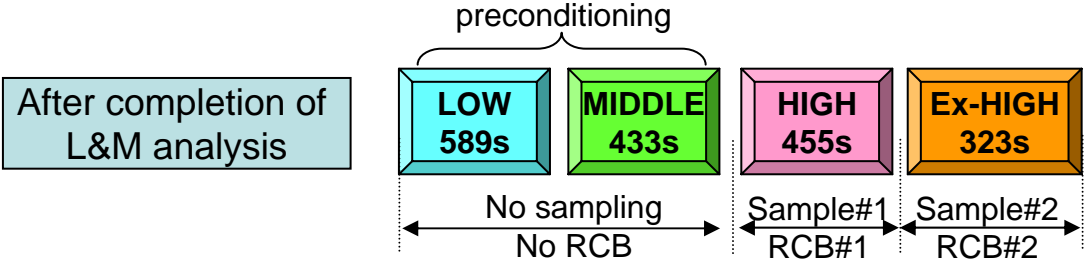 preconditioning
After completion of
L&M analysis
LOW
589s
MIDDLE
433s
HIGH
455s
Ex-HIGH
323s
No sampling
No RCB
Sample#1
RCB#1
Sample#2
RCB#2